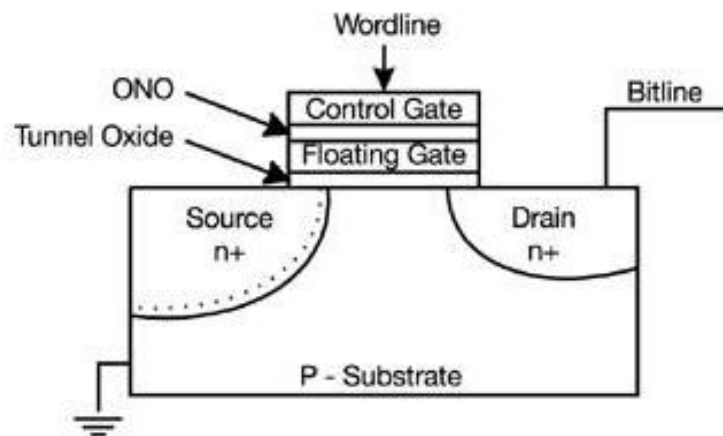 Wordline
ONO
Control Gate
Bitline
Tunnel Oxide
Floating Gate
Source
n+
Drain
n+
P - Substrate